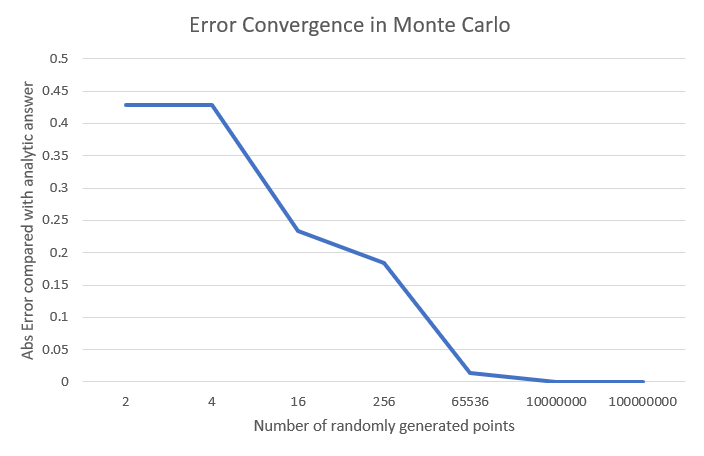 Error Convergence in Monte Carlo
Abs Error compared with analytic answer
0.5
0.45
0.4
0.35
0.3
0.25
0.2
0.15
0.1
0.05
0
2 4 16 256 65536 10000000 100000000
Number of randomly generated points